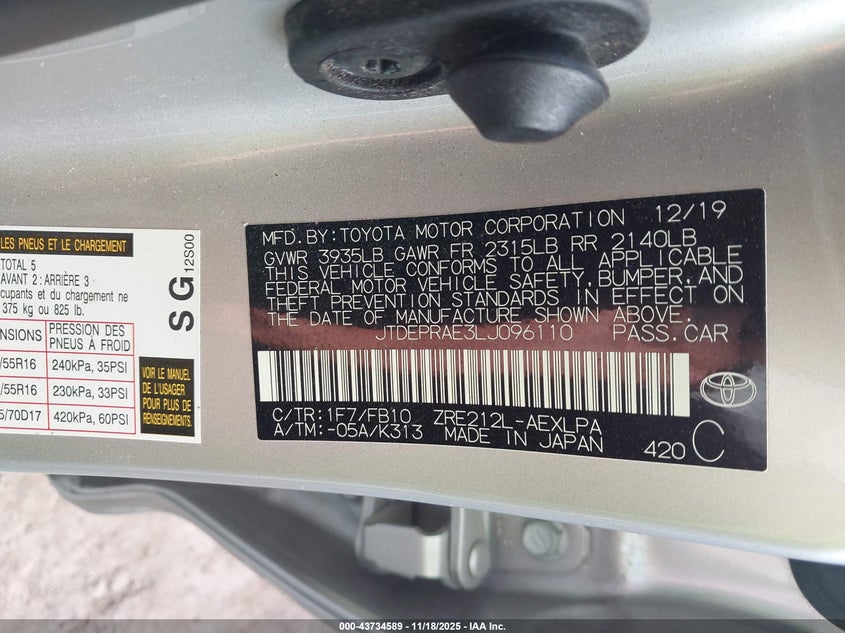 LES PNEUS ET LE CHARGEMENT
TOTAL 5
AVANT 2: ARRIÈRE 3
cupants et du chargement ne
375 kg ou 825 lb.
ENSIONS PRESSION DES PNEUS À FROID
/55R16 240kPa, 35PSI
/55R16 230kPa, 33PSI
5/70D17 420kPa, 60PSI
VOIR LE MANUEL
DE L'USAGER
POUR PLUS DE
RENSEIGNEMENTS.
SG 12S00
MFD.BY:TOYOTA MOTOR CORPORATION 12/19
GVWR 3935LB GAWR FR 2315LB RR 2140LB
THIS VEHICLE CONFORMS TO ALL APPLICABLE
FEDERAL MOTOR VEHICLE SAFETY,BUMPER,AND
THEFT PREVENTION STANDARDS IN EFFECT ON
THE DATE OF MANUFACTURE SHOWN ABOVE.
JTDEPRAE3LJ096110 PASS.CAR
C/TR:1F7/FB10 ZRE212L-AEXLPA
A/TM:-05A/K313 MADE IN JAPAN
420 C
000-43734589 - 11/18/2025 - IAA Inc.